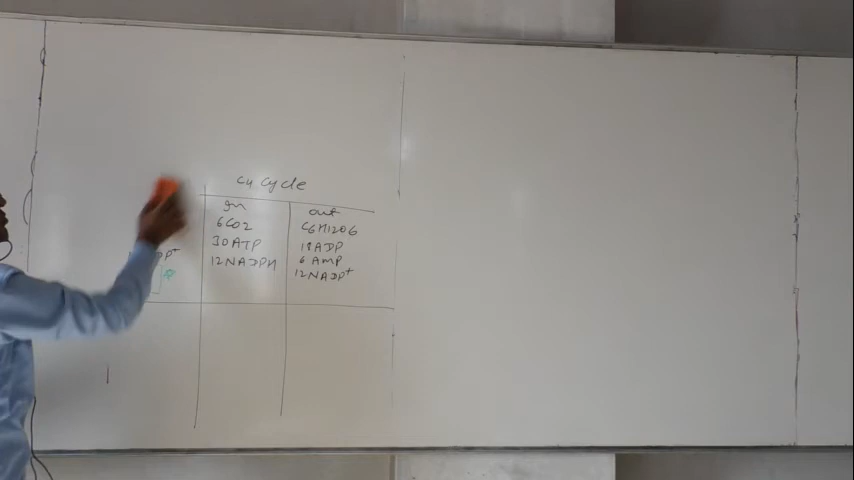 C4 Cycle
In out
6CO2 C6H12O6
30ATP 18ADP
12NADPH 6 AMP
12NADP+